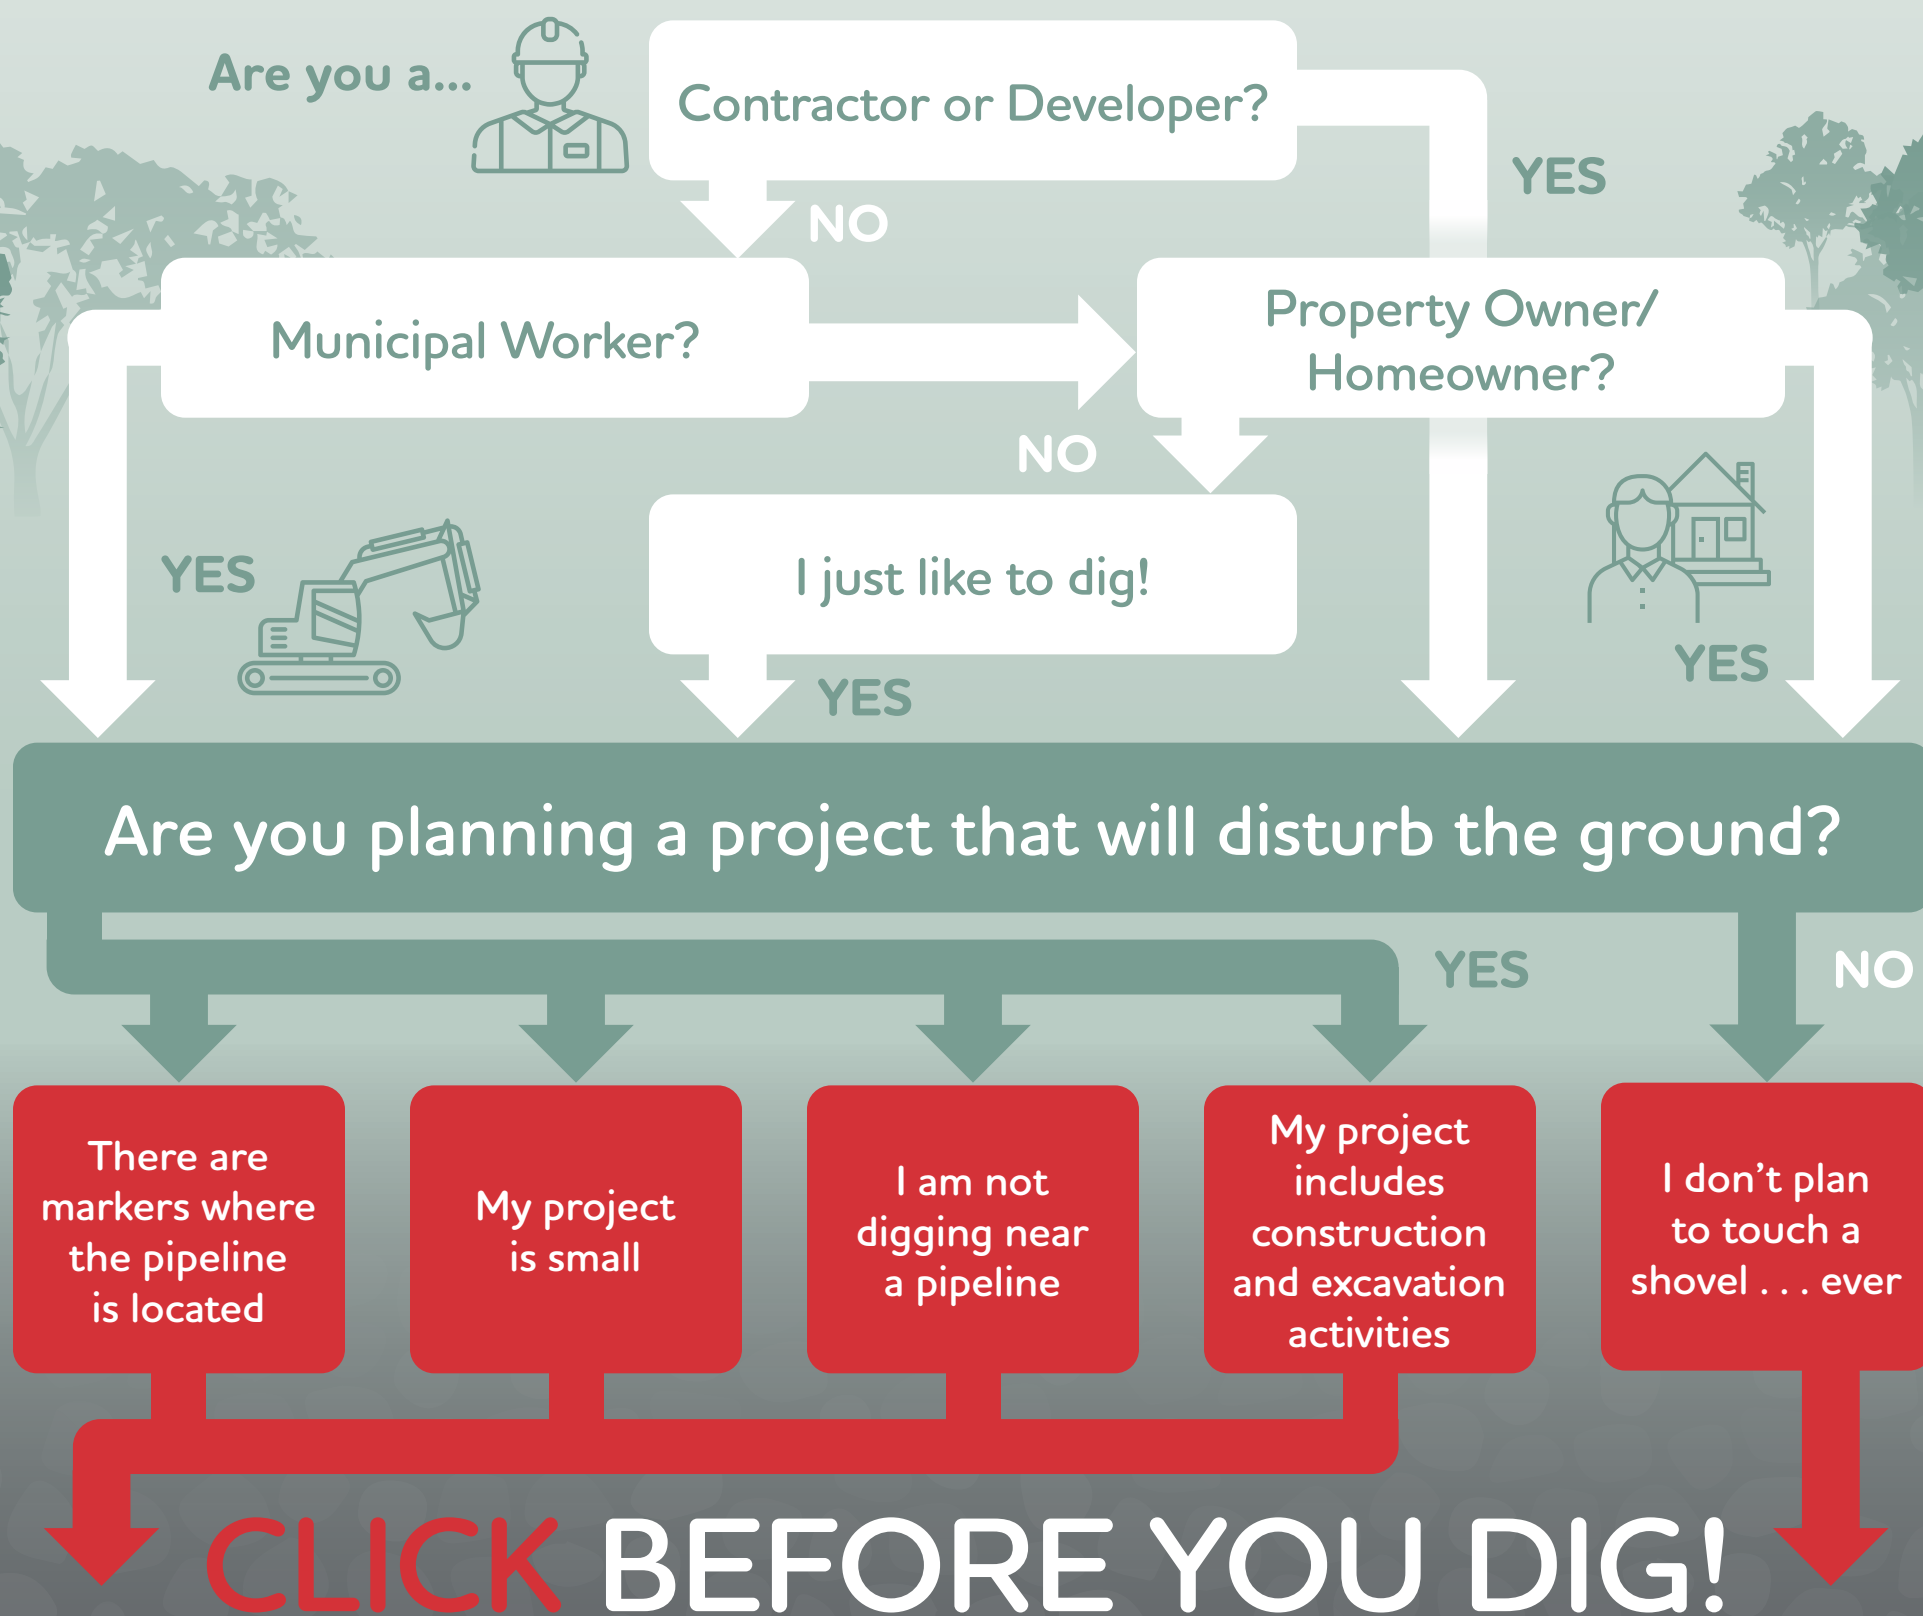 Are you a...
Contractor or Developer?
YES
NO
Municipal Worker?
Property Owner/
Homeowner?
NO
YES
I just like to dig!
YES
YES
Are you planning a project that will disturb the ground?
YES
NO
There are
markers where
the pipeline
is located
My project
is small
I am not
digging near
a pipeline
My project
includes
construction
and excavation
activities
I don’t plan
to touch a
shovel . . . ever
CLICK BEFORE YOU DIG!